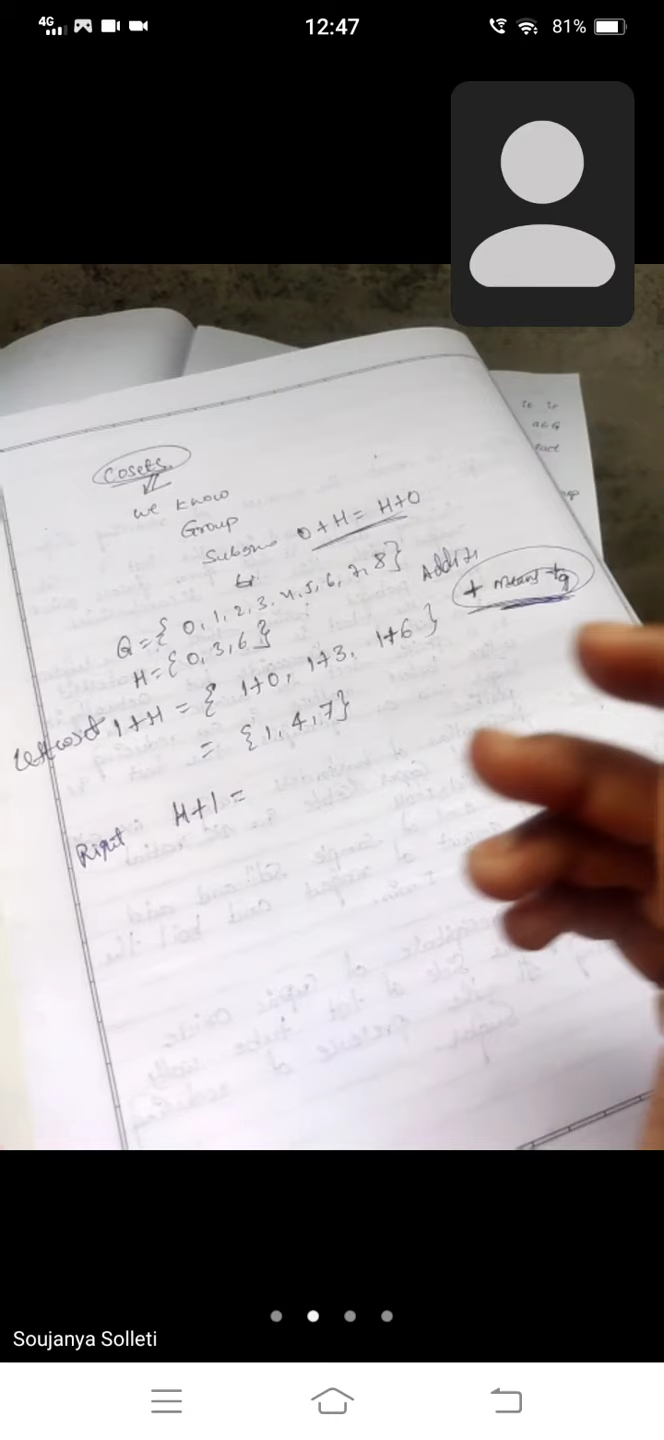 4G 12:47 81%
Cosets
we know
Group
0+H = H+0
G={ 0, 1, 2, 3, 4, 5, 6, 7, 8}
+ means +9
H={0, 3, 6}
Left coset 1+H = { 1+0, 1+3, 1+6 }
= {1, 4, 7}
Right H+1 =
Soujanya Solleti